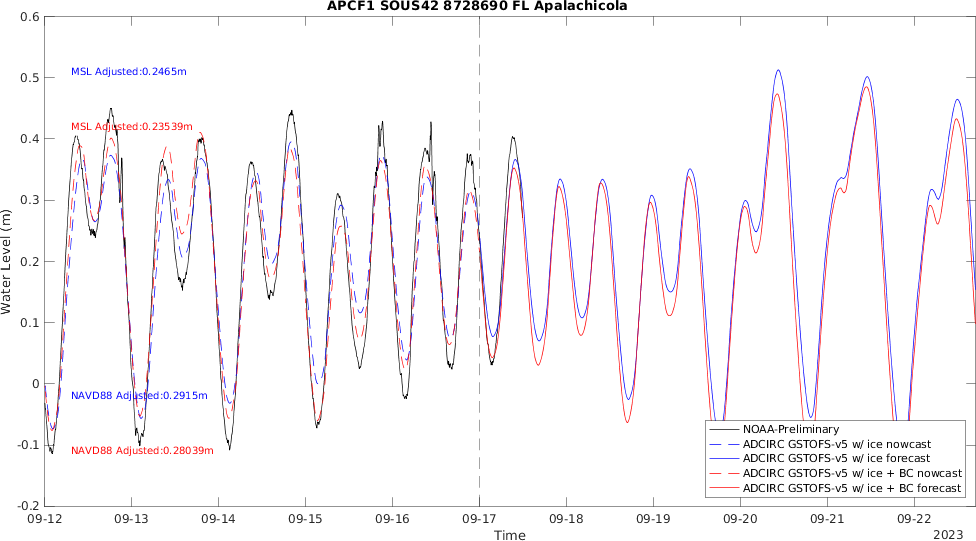 APCF1 SOUS42 8728690 FL Apalachicola
0.6
0.5
0.4
0.3
0.2
0.1
0
-0.1
-0.2
Water Level (m)
MSL Adjusted:0.2465m
MSL Adjusted:0.23539m
NAVD88 Adjusted:0.2915m
NAVD88 Adjusted:0.28039m
NOAA-Preliminary
ADCIRC GSTOFS-v5 w/ ice nowcast
ADCIRC GSTOFS-v5 w/ ice forecast
ADCIRC GSTOFS-v5 w/ ice + BC nowcast
ADCIRC GSTOFS-v5 w/ ice + BC forecast
09-12 09-13 09-14 09-15 09-16 09-17 09-18 09-19 09-20 09-21 09-22
Time
2023